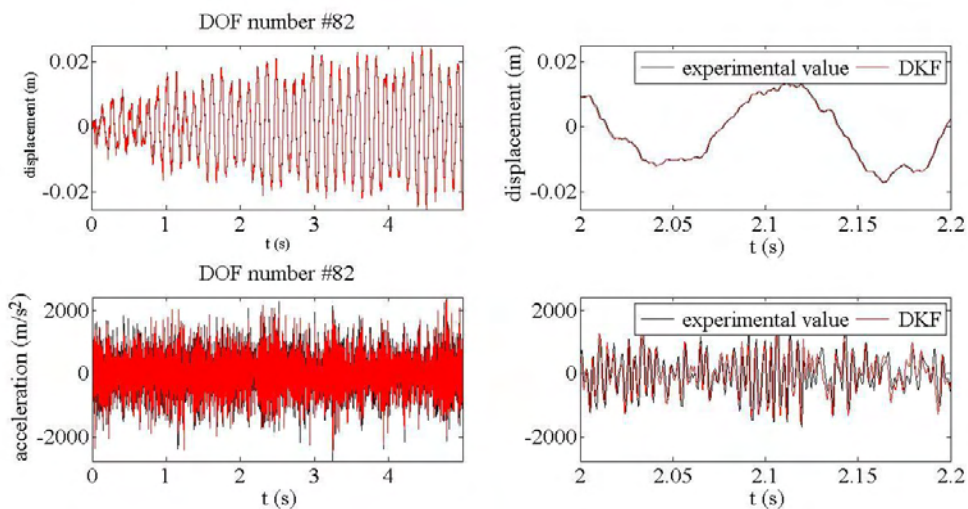 DOF number #82
displacement (m)
0.02
0
-0.02
0
1
2
3
4
t (s)
experimental value
DKF
displacement (m)
0.02
0
-0.02
2
2.05
2.1
2.15
2.2
t (s)
DOF number #82
acceleration (m/s²)
2000
0
-2000
0
1
2
3
4
t (s)
experimental value
DKF
2000
0
-2000
2
2.05
2.1
2.15
2.2
t (s)